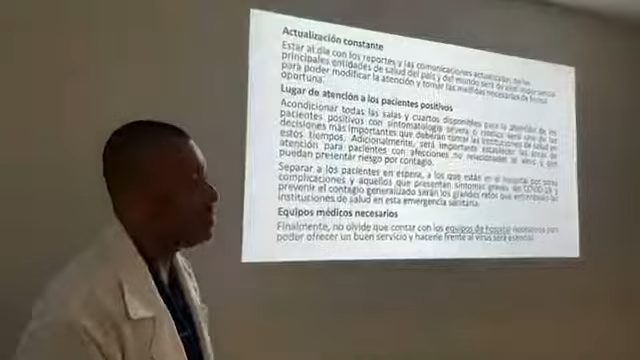 Actualización constante
Estar al día con los reportes y las comunicaciones actualizadas de las
principales entidades de salud del país y del mundo será de
para poder modificar la atención y tomar las medidas necesarias de forma
oportuna.
Lugar de atención a los pacientes positivos
Acondicionar todas las salas y cuartos disponibles para la atención de los
pacientes positivos con sintomatología severa o crítica será una de las
decisiones más importantes que deberán tomar las instituciones de salud en
estos tiempos. Adicionalmente, será importante establecer las áreas de
atención para pacientes con afecciones no relacionadas al virus y que
puedan presentar riesgo por contagio.
Separar a los pacientes en espera, a los que están en el hospital por otras
complicaciones y aquellos que presentan síntomas graves de COVID-19 y
prevenir el contagio generalizado serán los grandes retos que enfrentarán las
instituciones de salud en esta emergencia sanitaria.
Equipos médicos necesarios
Finalmente, no olvide que contar con los equipos de hospital necesarios para
poder ofrecer un buen servicio y hacerle frente al virus será esencial.